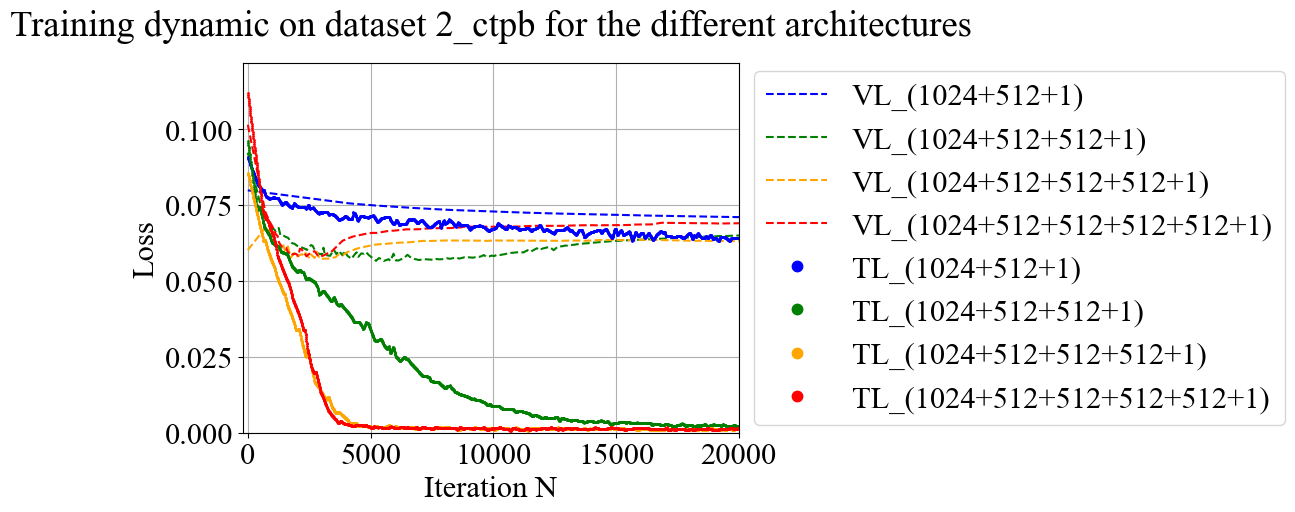 Training dynamic on dataset 2_ctpb for the different architectures
0.100
0.075
0.050
0.025
0.000
Loss
0
5000
10000
15000
20000
Iteration N
VL_(1024+512+1)
VL_(1024+512+512+1)
VL_(1024+512+512+512+1)
VL_(1024+512+512+512+512+1)
TL_(1024+512+1)
TL_(1024+512+512+1)
TL_(1024+512+512+512+1)
TL_(1024+512+512+512+512+1)